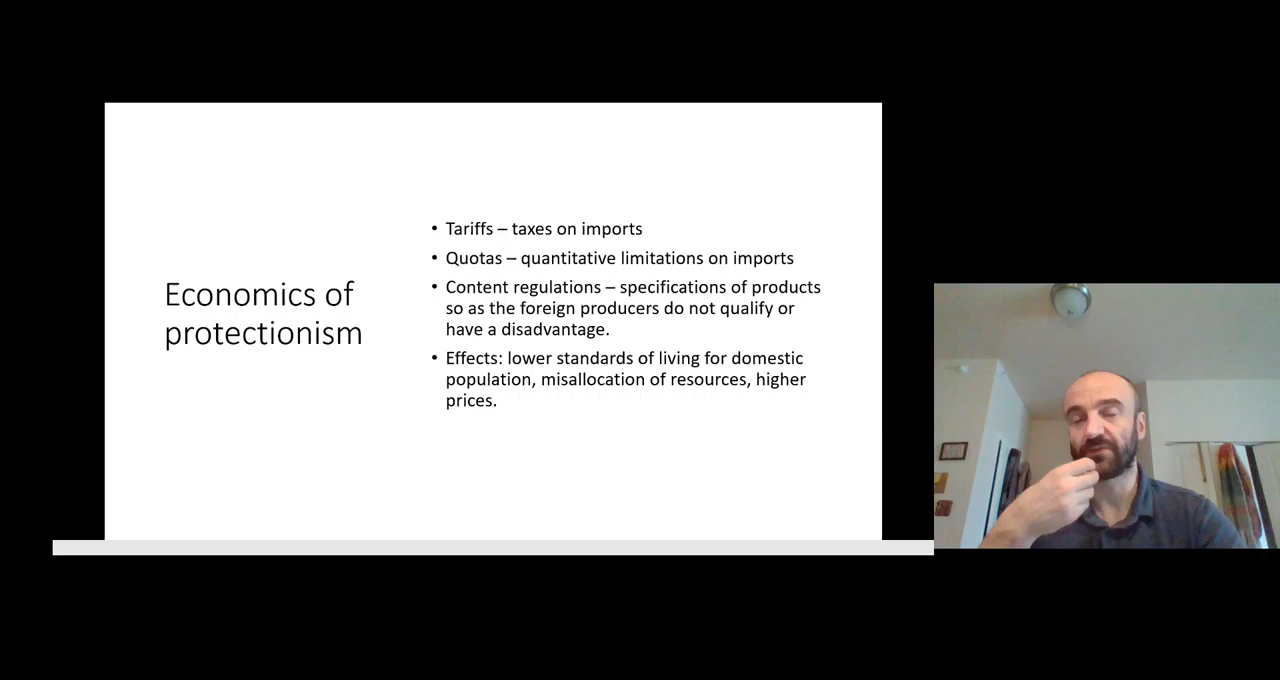 Economics of
protectionism
• Tariffs – taxes on imports
• Quotas – quantitative limitations on imports
• Content regulations – specifications of products
so as the foreign producers do not qualify or
have a disadvantage.
• Effects: lower standards of living for domestic
population, misallocation of resources, higher
prices.